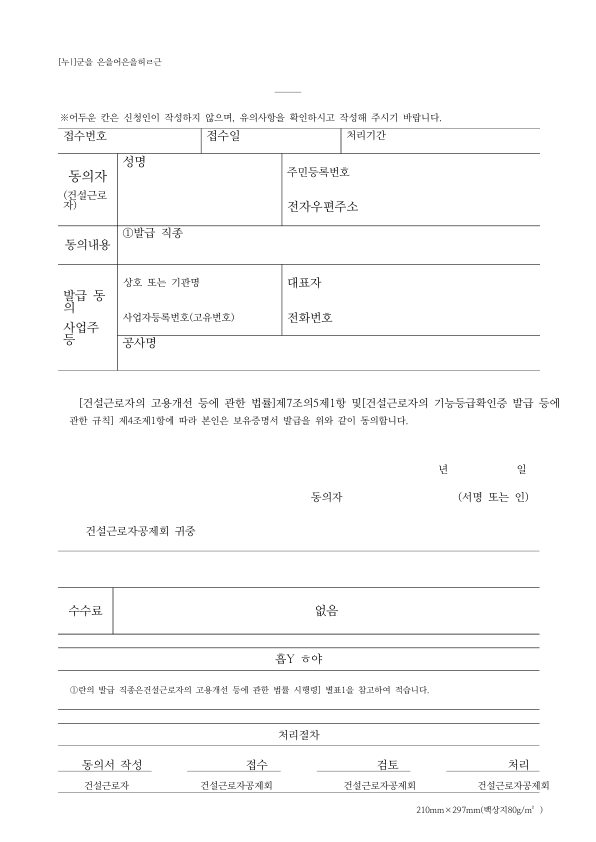 [누|]군을 은을어은을허ㄹ근
※어두운 칸은 신청인이 작성하지 않으며, 유의사항을 확인하시고 작성해 주시기 바랍니다.
접수번호 접수일 처리기간
동의자
(건설근로
자)
성명
주민등록번호
전자우편주소
동의내용
①발급 직종
발급 동
의
사업주
등
상호 또는 기관명
대표자
사업자등록번호(고유번호)
전화번호
공사명
[건설근로자의 고용개선 등에 관한 법률]제7조의5제1항 및[건설근로자의 기능등급확인증 발급 등에
관한 규칙] 제4조제1항에 따라 본인은 보유증명서 발급을 위와 같이 동의합니다.
년 일
동의자 (서명 또는 인)
건설근로자공제회 귀중
수수료 없음
흡Y ㅎ야
①란의 발급 직종은건설근로자의 고용개선 등에 관한 법률 시행령] 별표1을 참고하여 적습니다.
처리절차
동의서 작성 접수 검토 처리
건설근로자 건설근로자공제회 건설근로자공제회 건설근로자공제회
210mm×297mm(백상지80g/㎡ )